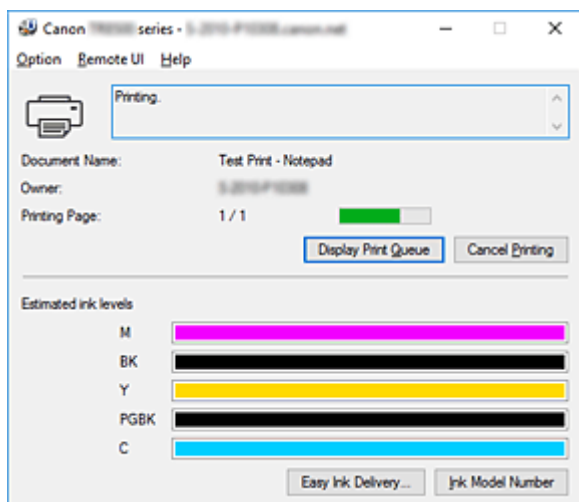 Canon series -
Option Remote UI Help
Printing.
Document Name: Test Print - Notepad
Owner:
Printing Page: 1 / 1
Display Print Queue Cancel Printing
Estimated ink levels
M
BK
Y
PGBK
C
Easy Ink Delivery... Ink Model Number